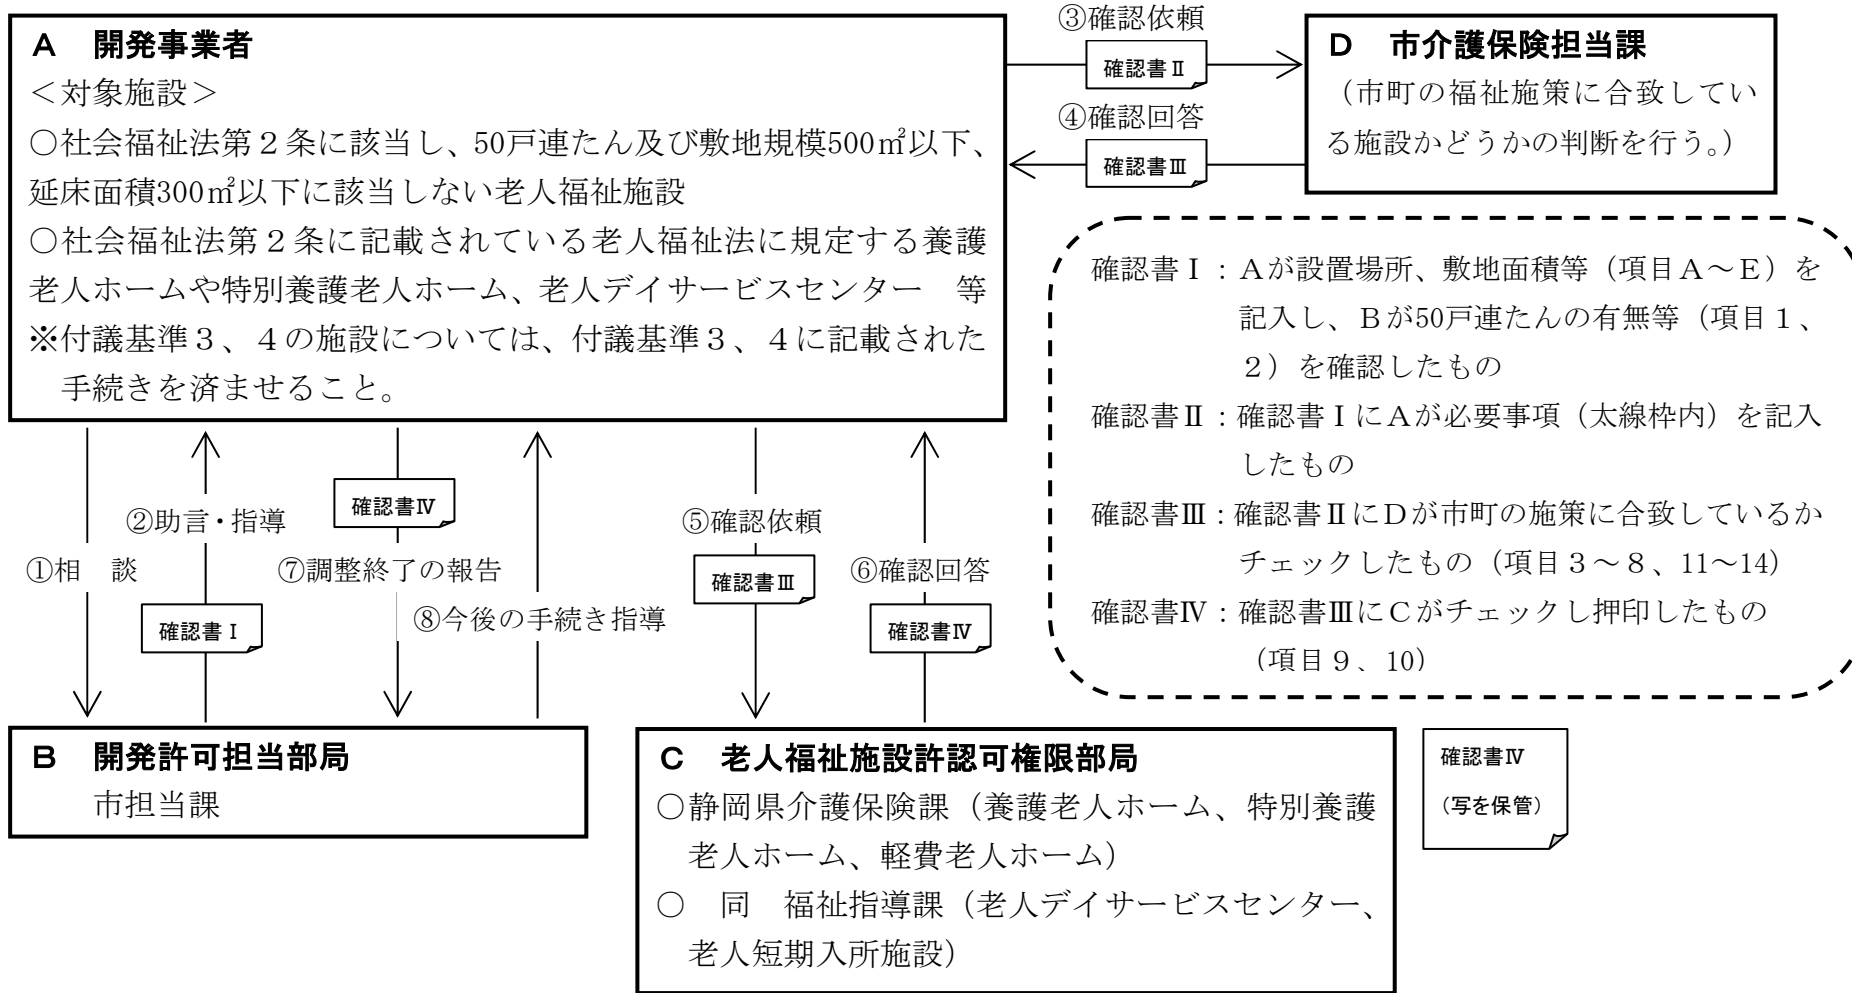 Ａ　開発事業者
＜対象施設＞
○社会福祉法第２条に該当し、50戸連たん及び敷地規模500㎡以下、
延床面積300㎡以下に該当しない老人福祉施設
○社会福祉法第２条に記載されている老人福祉法に規定する養護
老人ホームや特別養護老人ホーム、老人デイサービスセンター　等
※付議基準３、４の施設については、付議基準３、４に記載された
手続きを済ませること。
③確認依頼
確認書Ⅱ
④確認回答
確認書Ⅲ
Ｄ　市介護保険担当課
（市町の福祉施策に合致してい
る施設かどうかの判断を行う。）
確認書Ⅰ：Ａが設置場所、敷地面積等（項目Ａ～Ｅ）を
記入し、Ｂが50戸連たんの有無等（項目１、
２）を確認したもの
確認書Ⅱ：確認書ⅠにＡが必要事項（太線枠内）を記入
したもの
確認書Ⅲ：確認書ⅡにＤが市町の施策に合致しているか
チェックしたもの（項目３～８、11～14）
確認書Ⅳ：確認書ⅢにＣがチェックし押印したもの
（項目９、10）
①相　談
②助言・指導
確認書Ⅰ
確認書Ⅳ
⑦調整終了の報告
⑧今後の手続き指導
⑤確認依頼
確認書Ⅲ
⑥確認回答
確認書Ⅳ
Ｂ　開発許可担当部局
市担当課
Ｃ　老人福祉施設許認可権限部局
○静岡県介護保険課（養護老人ホーム、特別養護
老人ホーム、軽費老人ホーム）
○　同　福祉指導課（老人デイサービスセンター、
老人短期入所施設）
確認書Ⅳ
（写を保管）